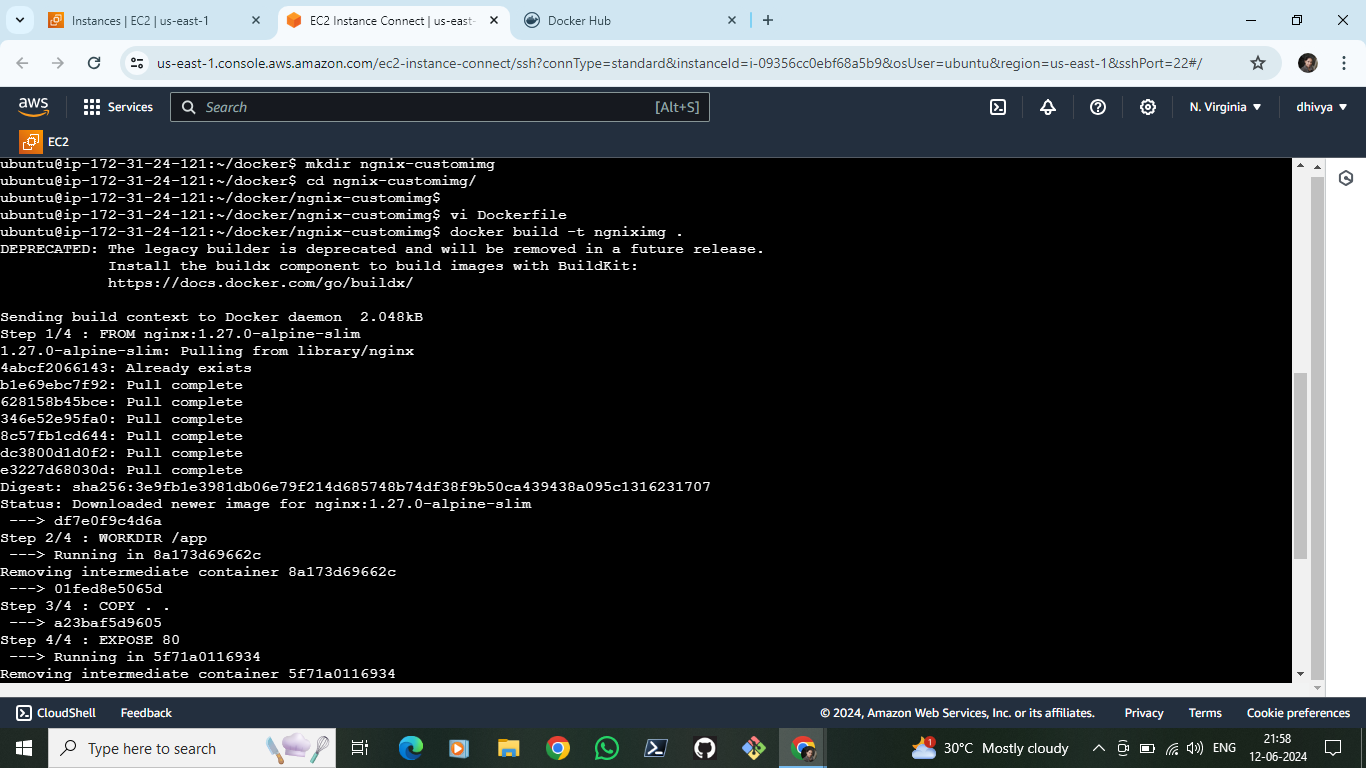 Instances | EC2 | us-east-1
EC2 Instance Connect | us-east-
Docker Hub
us-east-1.console.aws.amazon.com/ec2-instance-connect/ssh?connType=standard&instanceId=i-09356cc0ebf68a5b9&osUser=ubuntu&region=us-east-1&sshPort=22#/
aws
Services
Search
[Alt+S]
N. Virginia
dhivya
EC2
ubuntu@ip-172-31-24-121:~/docker$ mkdir ngnix-customimg
ubuntu@ip-172-31-24-121:~/docker$ cd ngnix-customimg/
ubuntu@ip-172-31-24-121:~/docker/ngnix-customimg$
ubuntu@ip-172-31-24-121:~/docker/ngnix-customimg$ vi Dockerfile
ubuntu@ip-172-31-24-121:~/docker/ngnix-customimg$ docker build -t ngniximg .
DEPRECATED: The legacy builder is deprecated and will be removed in a future release.
Install the buildx component to build images with BuildKit:
https://docs.docker.com/go/buildx/
Sending build context to Docker daemon  2.048kB
Step 1/4 : FROM nginx:1.27.0-alpine-slim
1.27.0-alpine-slim: Pulling from library/nginx
4abcf2066143: Already exists
b1e69ebc7f92: Pull complete
628158b45bce: Pull complete
346e52e95fa0: Pull complete
8c57fb1cd644: Pull complete
dc3800d1d0f2: Pull complete
e3227d68030d: Pull complete
Digest: sha256:3e9fb1e3981db06e79f214d685748b74df38f9b50ca439438a095c1316231707
Status: Downloaded newer image for nginx:1.27.0-alpine-slim
---> df7e0f9c4d6a
Step 2/4 : WORKDIR /app
---> Running in 8a173d69662c
Removing intermediate container 8a173d69662c
---> 01fed8e5065d
Step 3/4 : COPY . .
---> a23baf5d9605
Step 4/4 : EXPOSE 80
---> Running in 5f71a0116934
Removing intermediate container 5f71a0116934
CloudShell
Feedback
© 2024, Amazon Web Services, Inc. or its affiliates.
Privacy
Terms
Cookie preferences
Type here to search
1
30°C Mostly cloudy
ENG
21:58
12-06-2024